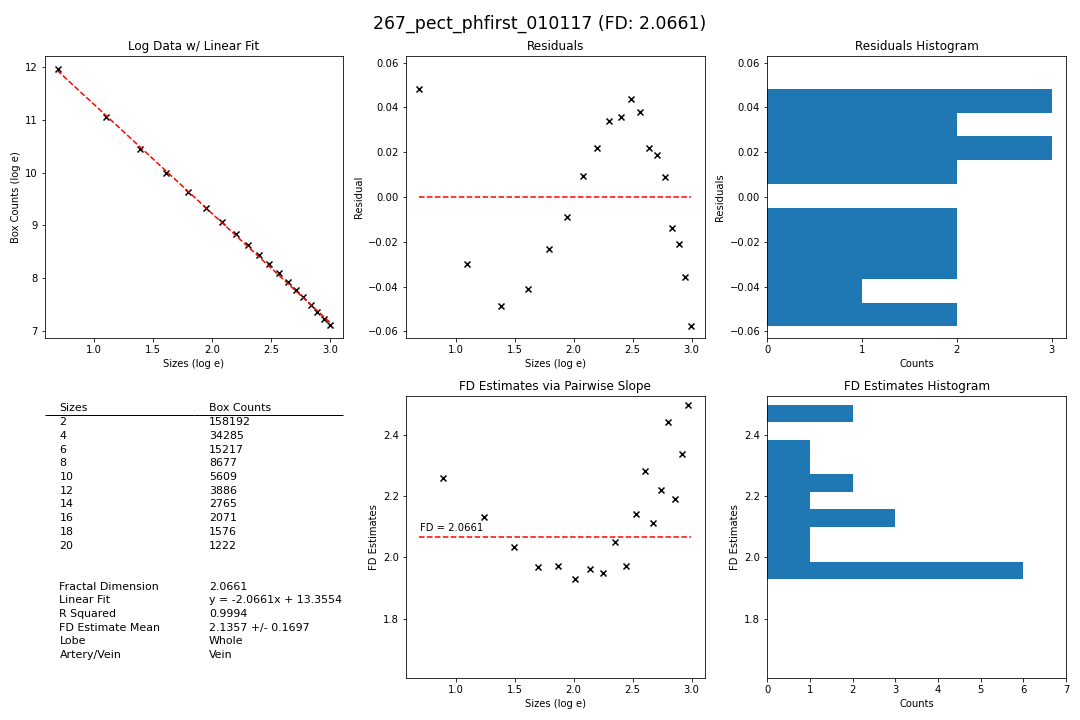 267_pect_phfirst_010117 (FD: 2.0661)
Log Data w/ Linear Fit
12
11
10
9
8
7
Box Counts (log e)
1.0 1.5 2.0 2.5 3.0
Sizes (log e)
Residuals
0.06
0.04
0.02
0.00
−0.02
−0.04
−0.06
Residual
1.0 1.5 2.0 2.5 3.0
Sizes (log e)
Residuals Histogram
0.06
0.04
0.02
0.00
−0.02
−0.04
−0.06
Residuals
0 1 2 3
Counts
Sizes Box Counts
2 158192
4 34285
6 15217
8 8677
10 5609
12 3886
14 2765
16 2071
18 1576
20 1222
Fractal Dimension 2.0661
Linear Fit y = -2.0661x + 13.3554
R Squared 0.9994
FD Estimate Mean 2.1357 +/- 0.1697
Lobe Whole
Artery/Vein Vein
FD Estimates via Pairwise Slope
2.4
2.2
2.0
1.8
FD Estimates
FD = 2.0661
1.0 1.5 2.0 2.5 3.0
Sizes (log e)
FD Estimates Histogram
2.4
2.2
2.0
1.8
FD Estimates
0 1 2 3 4 5 6 7
Counts